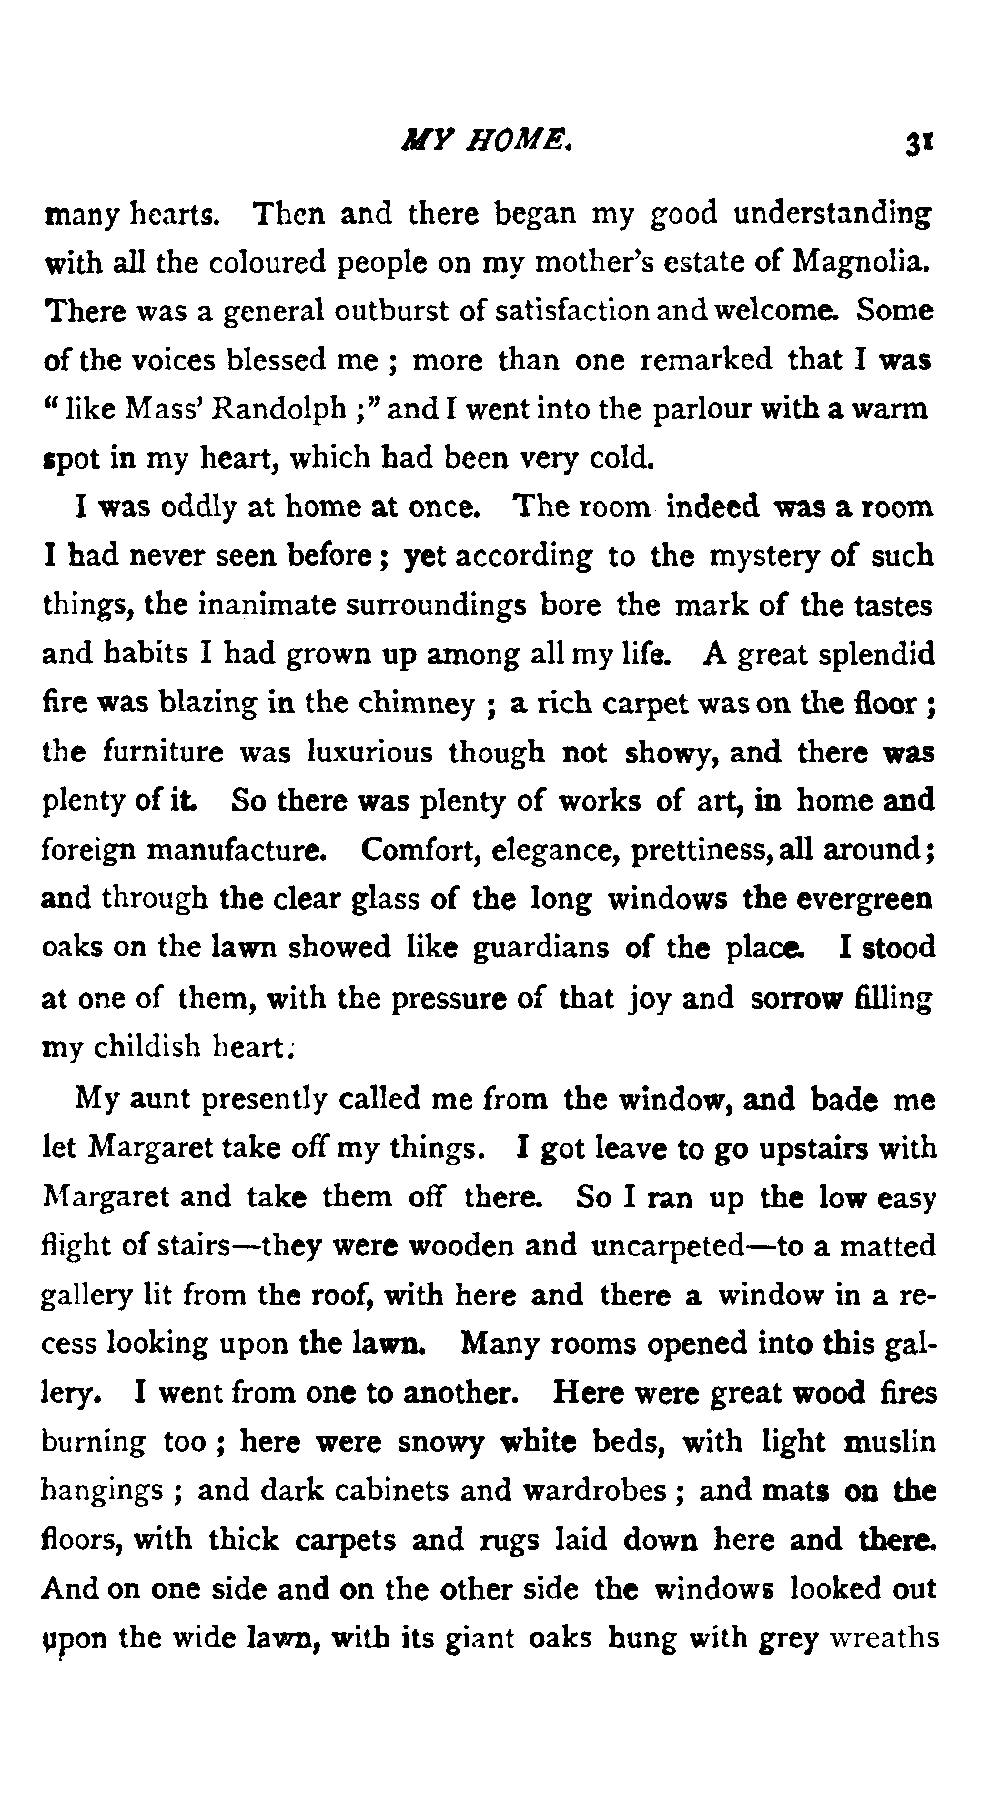 MY HOME. 31
many hearts. Then and there began my good understanding
with all the coloured people on my mother's estate of Magnolia.
There was a general outburst of satisfaction and welcome. Some
of the voices blessed me ; more than one remarked that I was
“ like Mass' Randolph ;” and I went into the parlour with a warm
spot in my heart, which had been very cold.
I was oddly at home at once. The room indeed was a room
I had never seen before ; yet according to the mystery of such
things, the inanimate surroundings bore the mark of the tastes
and habits I had grown up among all my life. A great splendid
fire was blazing in the chimney ; a rich carpet was on the floor ;
the furniture was luxurious though not showy, and there was
plenty of it. So there was plenty of works of art, in home and
foreign manufacture. Comfort, elegance, prettiness, all around ;
and through the clear glass of the long windows the evergreen
oaks on the lawn showed like guardians of the place. I stood
at one of them, with the pressure of that joy and sorrow filling
my childish heart.
My aunt presently called me from the window, and bade me
let Margaret take off my things. I got leave to go upstairs with
Margaret and take them off there. So I ran up the low easy
flight of stairs—they were wooden and uncarpeted—to a matted
gallery lit from the roof, with here and there a window in a re-
cess looking upon the lawn. Many rooms opened into this gal-
lery. I went from one to another. Here were great wood fires
burning too ; here were snowy white beds, with light muslin
hangings ; and dark cabinets and wardrobes ; and mats on the
floors, with thick carpets and rugs laid down here and there.
And on one side and on the other side the windows looked out
upon the wide lawn, with its giant oaks hung with grey wreaths